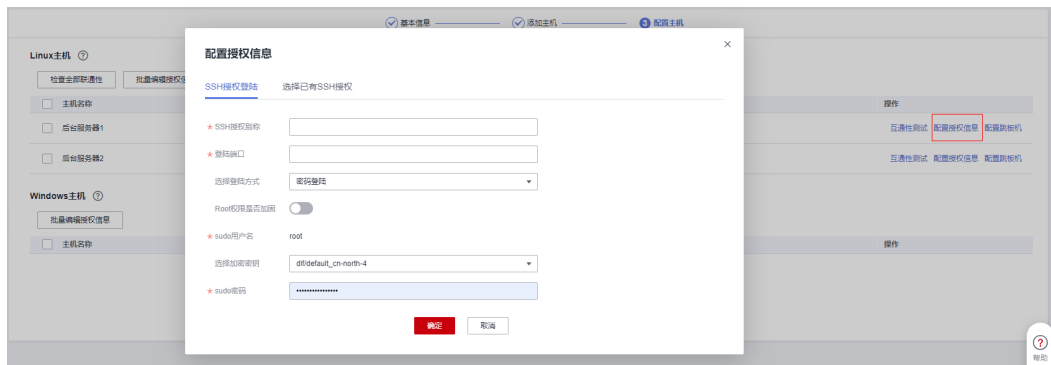 基本信息
添加主机
3 配置主机
Linux主机 ?
检查全部联通性
批量编辑授权信
主机名称
操作
后台服务器1
互通性测试 配置授权信息 配置跳板机
后台服务器2
互通性测试 配置授权信息 配置跳板机
Windows主机 ?
批量编辑授权信息
主机名称
操作
配置授权信息
×
SSH授权登陆
选择已有SSH授权
* SSH授权别称
* 登陆端口
选择登陆方式
密码登陆
Root权限是否加固
* sudo用户名
root
选择加密密钥
dlf/default_cn-north-4
* sudo密码
••••••••••••••••
确定
取消
?
帮助